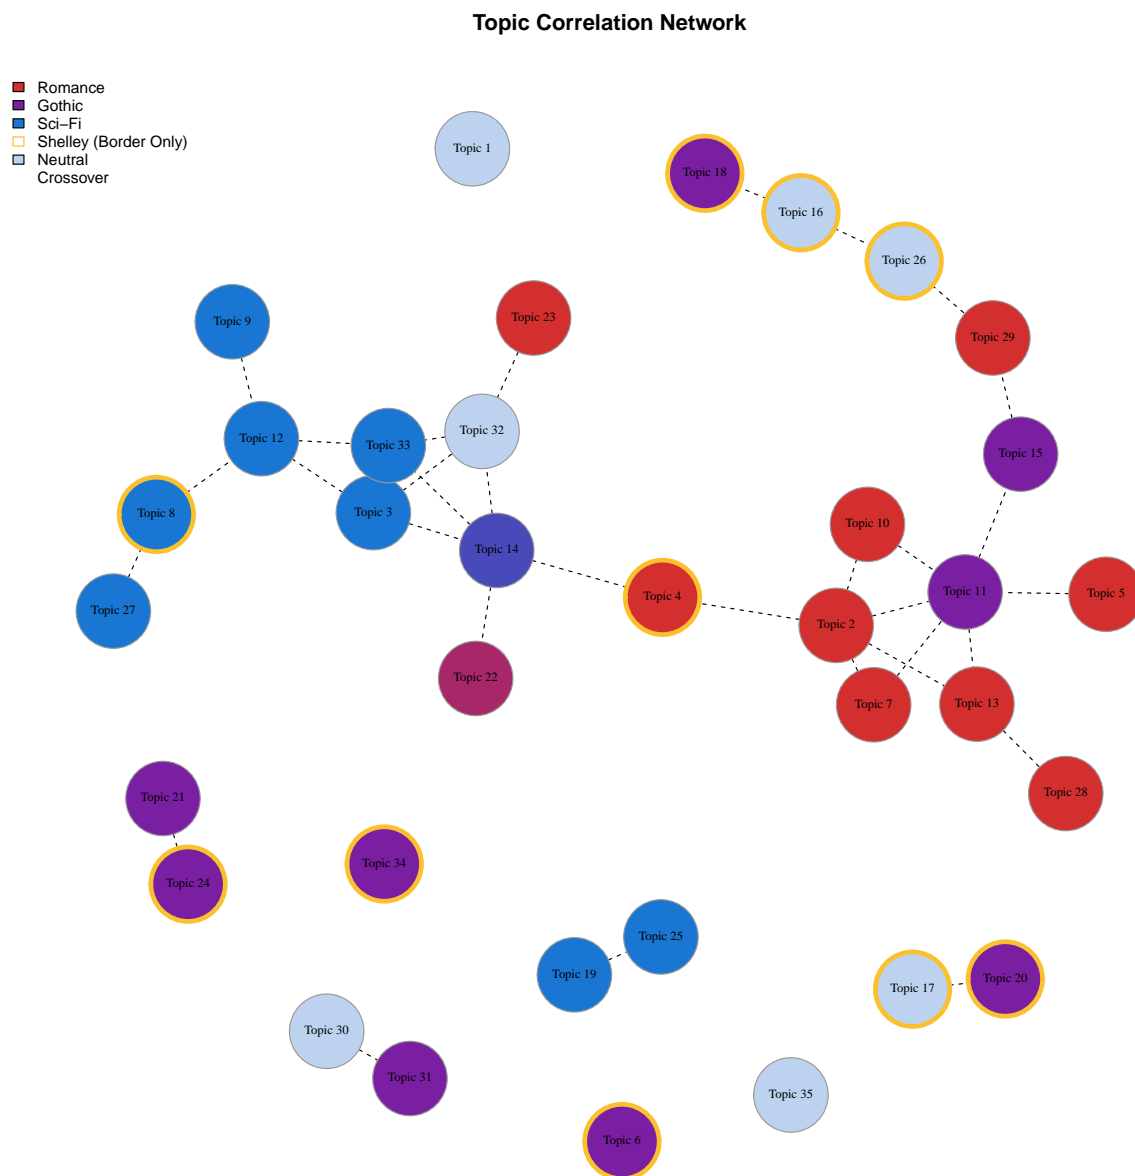 Topic Correlation Network
Romance
Gothic
Sci−Fi
Shelley (Border Only)
Neutral
Crossover
Topic 1
Topic 18
Topic 16
Topic 26
Topic 9
Topic 23
Topic 29
Topic 12
Topic 33
Topic 32
Topic 15
Topic 8
Topic 3
Topic 10
Topic 14
Topic 27
Topic 4
Topic 11
Topic 5
Topic 2
Topic 22
Topic 7
Topic 13
Topic 28
Topic 21
Topic 34
Topic 24
Topic 25
Topic 19
Topic 17
Topic 20
Topic 30
Topic 31
Topic 35
Topic 6